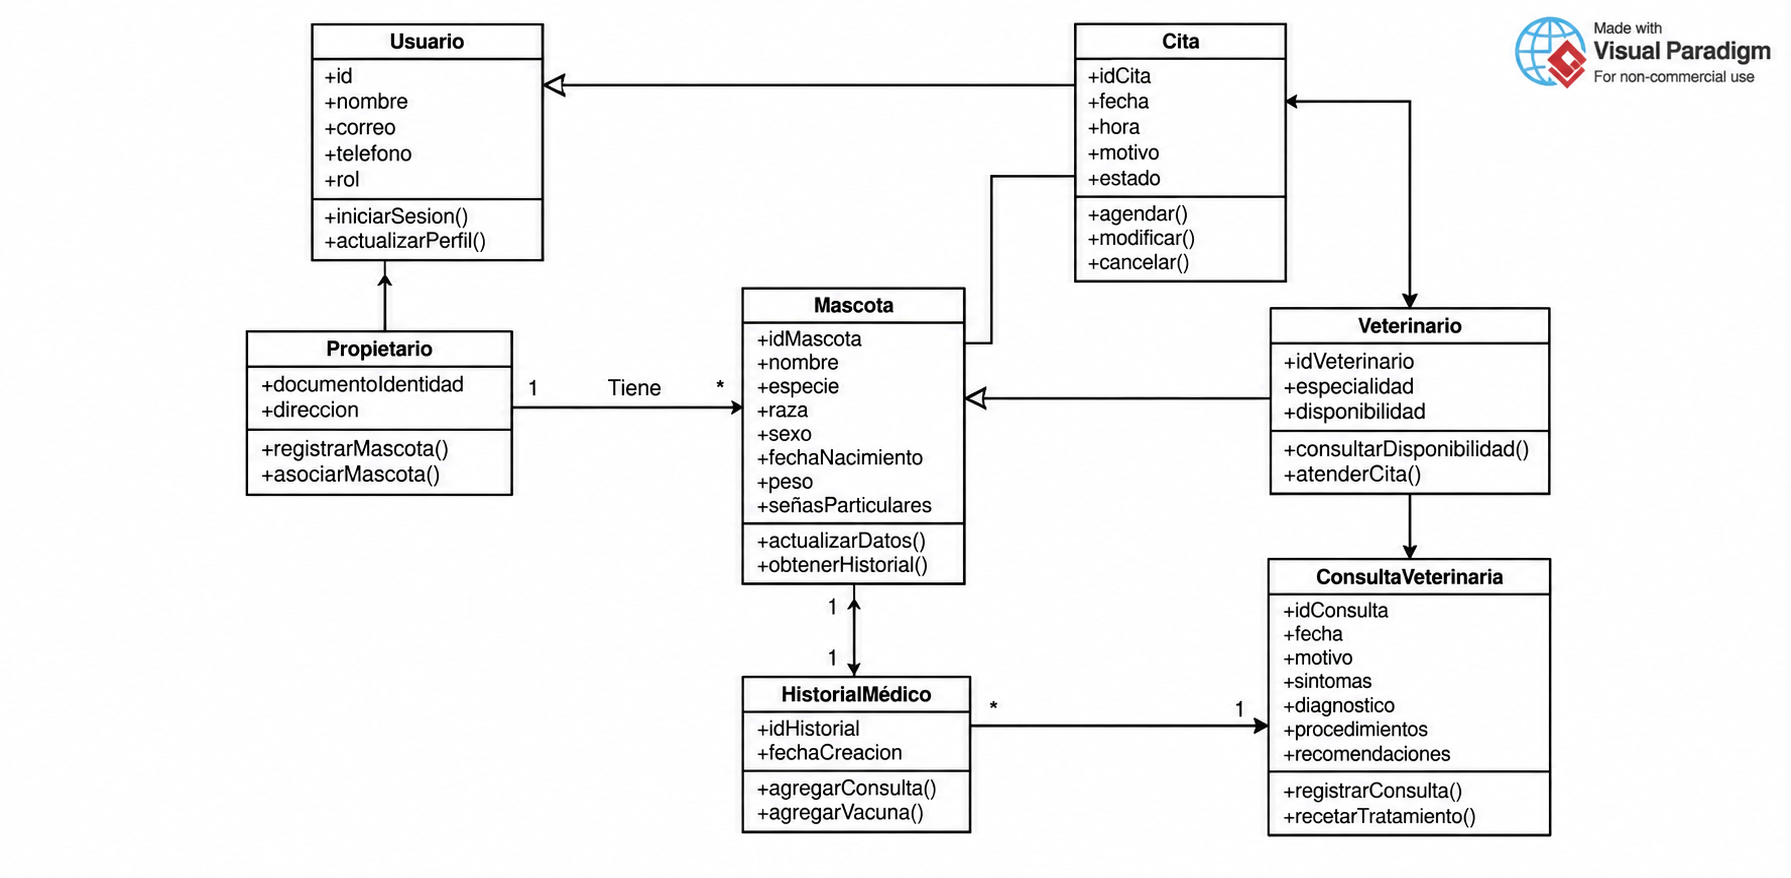 Usuario
+id
+nombre
+correo
+telefono
+rol
+iniciarSesion()
+actualizarPerfil()
Cita
+idCita
+fecha
+hora
+motivo
+estado
+agendar()
+modificar()
+cancelar()
Made with
Visual Paradigm
For non-commercial use
Propietario
+documentoIdentidad
+direccion
+registrarMascota()
+asociarMascota()
1 Tiene *
Mascota
+idMascota
+nombre
+especie
+raza
+sexo
+fechaNacimiento
+peso
+señasParticulares
+actualizarDatos()
+obtenerHistorial()
Veterinario
+idVeterinario
+especialidad
+disponibilidad
+consultarDisponibilidad()
+atenderCita()
1
1
HistorialMédico
+idHistorial
+fechaCreacion
+agregarConsulta()
+agregarVacuna()
* 1
ConsultaVeterinaria
+idConsulta
+fecha
+motivo
+sintomas
+diagnostico
+procedimientos
+recomendaciones
+registrarConsulta()
+recetarTratamiento()